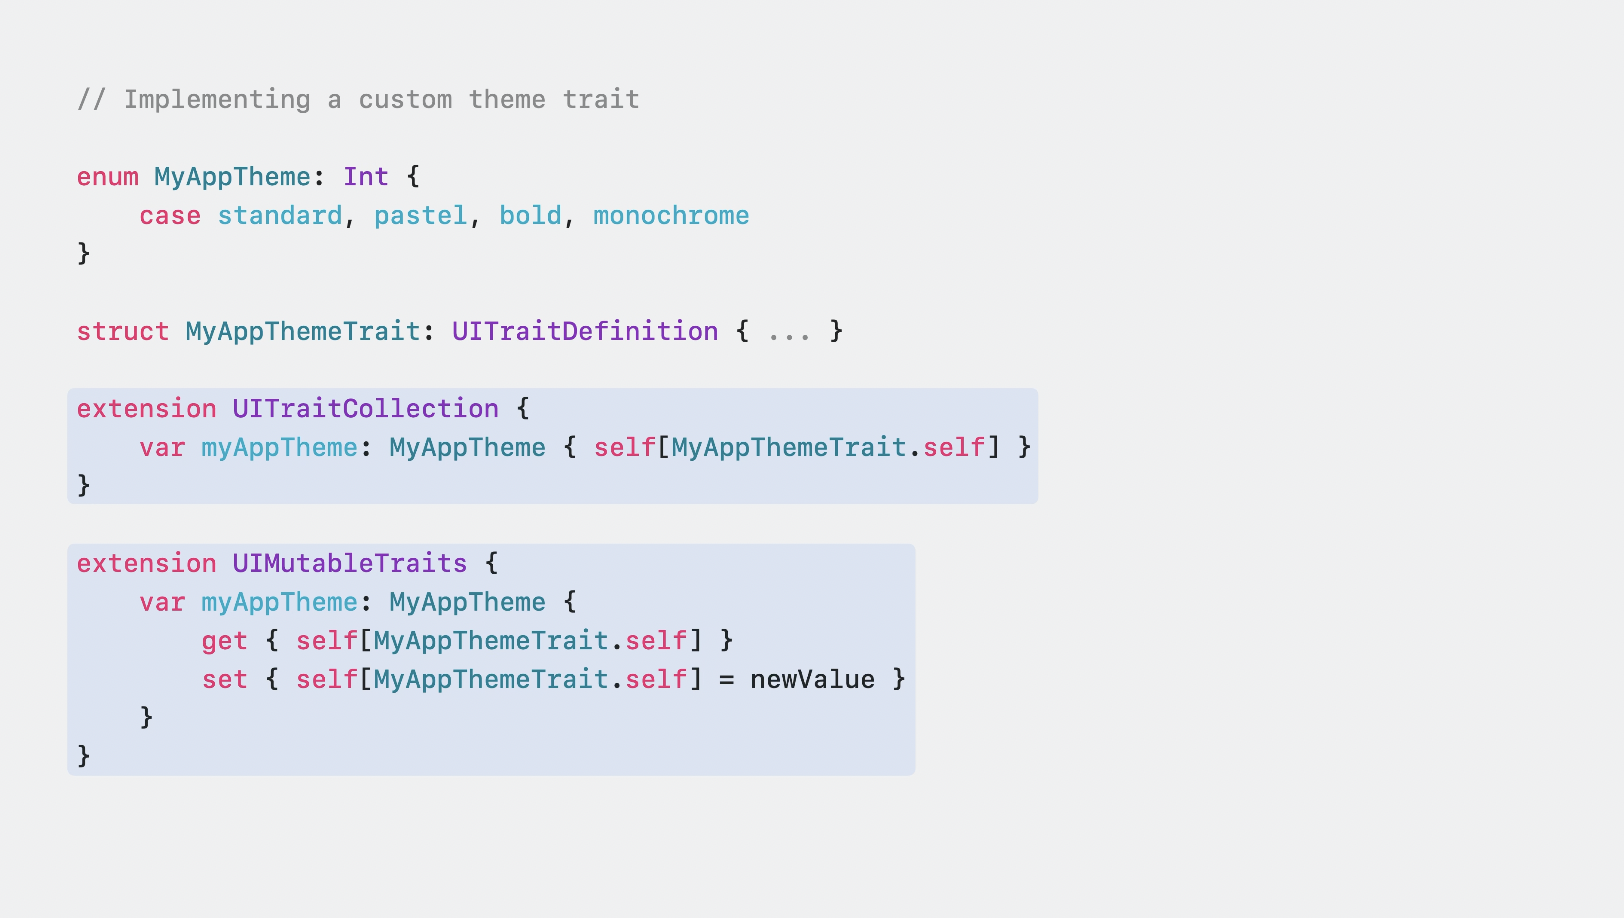 // Implementing a custom theme trait
enum MyAppTheme: Int {
    case standard, pastel, bold, monochrome
}
struct MyAppThemeTrait: UITraitDefinition { ... }
extension UITraitCollection {
    var myAppTheme: MyAppTheme { self[MyAppThemeTrait.self] }
}
extension UIMutableTraits {
    var myAppTheme: MyAppTheme {
        get { self[MyAppThemeTrait.self] }
        set { self[MyAppThemeTrait.self] = newValue }
    }
}